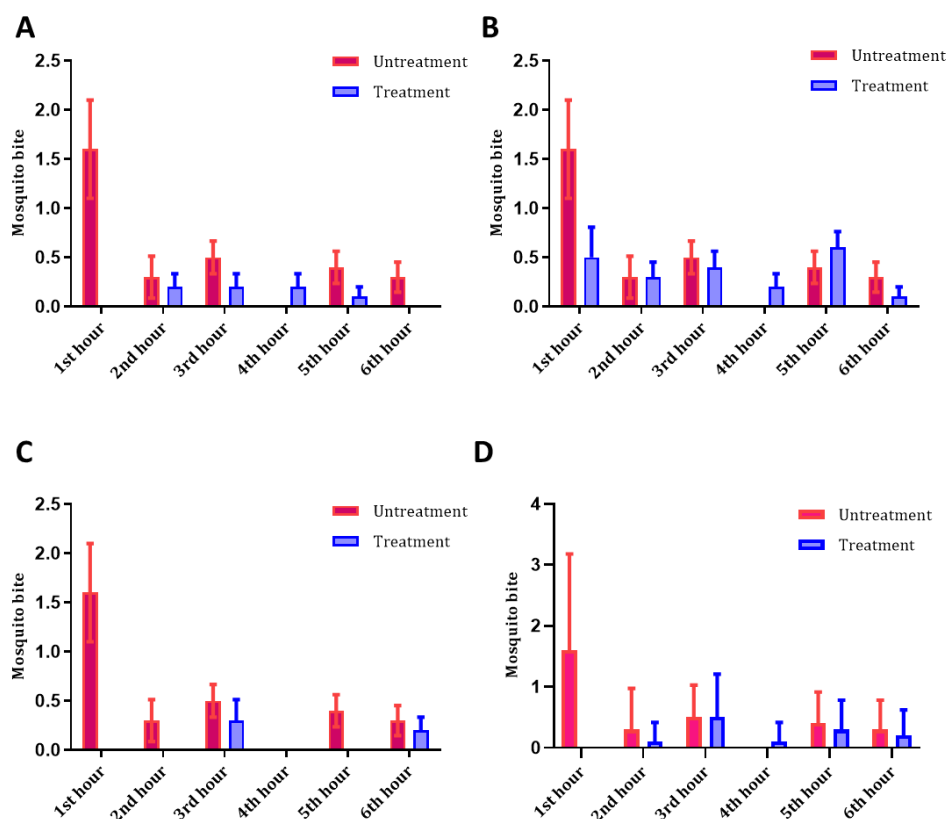 A
2.5
2.0
1.5
1.0
0.5
0.0
Mosquito bite
Untreatment
Treatment
1st hour
2nd hour
3rd hour
4th hour
5th hour
6th hour
B
2.5
2.0
1.5
1.0
0.5
0.0
Mosquito bite
Untreatment
Treatment
1st hour
2nd hour
3rd hour
4th hour
5th hour
6th hour
C
2.5
2.0
1.5
1.0
0.5
0.0
Mosquito bite
Untreatment
Treatment
1st hour
2nd hour
3rd hour
4th hour
5th hour
6th hour
D
4
3
2
1
0
Mosquito bite
Untreatment
Treatment
1st hour
2nd hour
3rd hour
4th hour
5th hour
6th hour